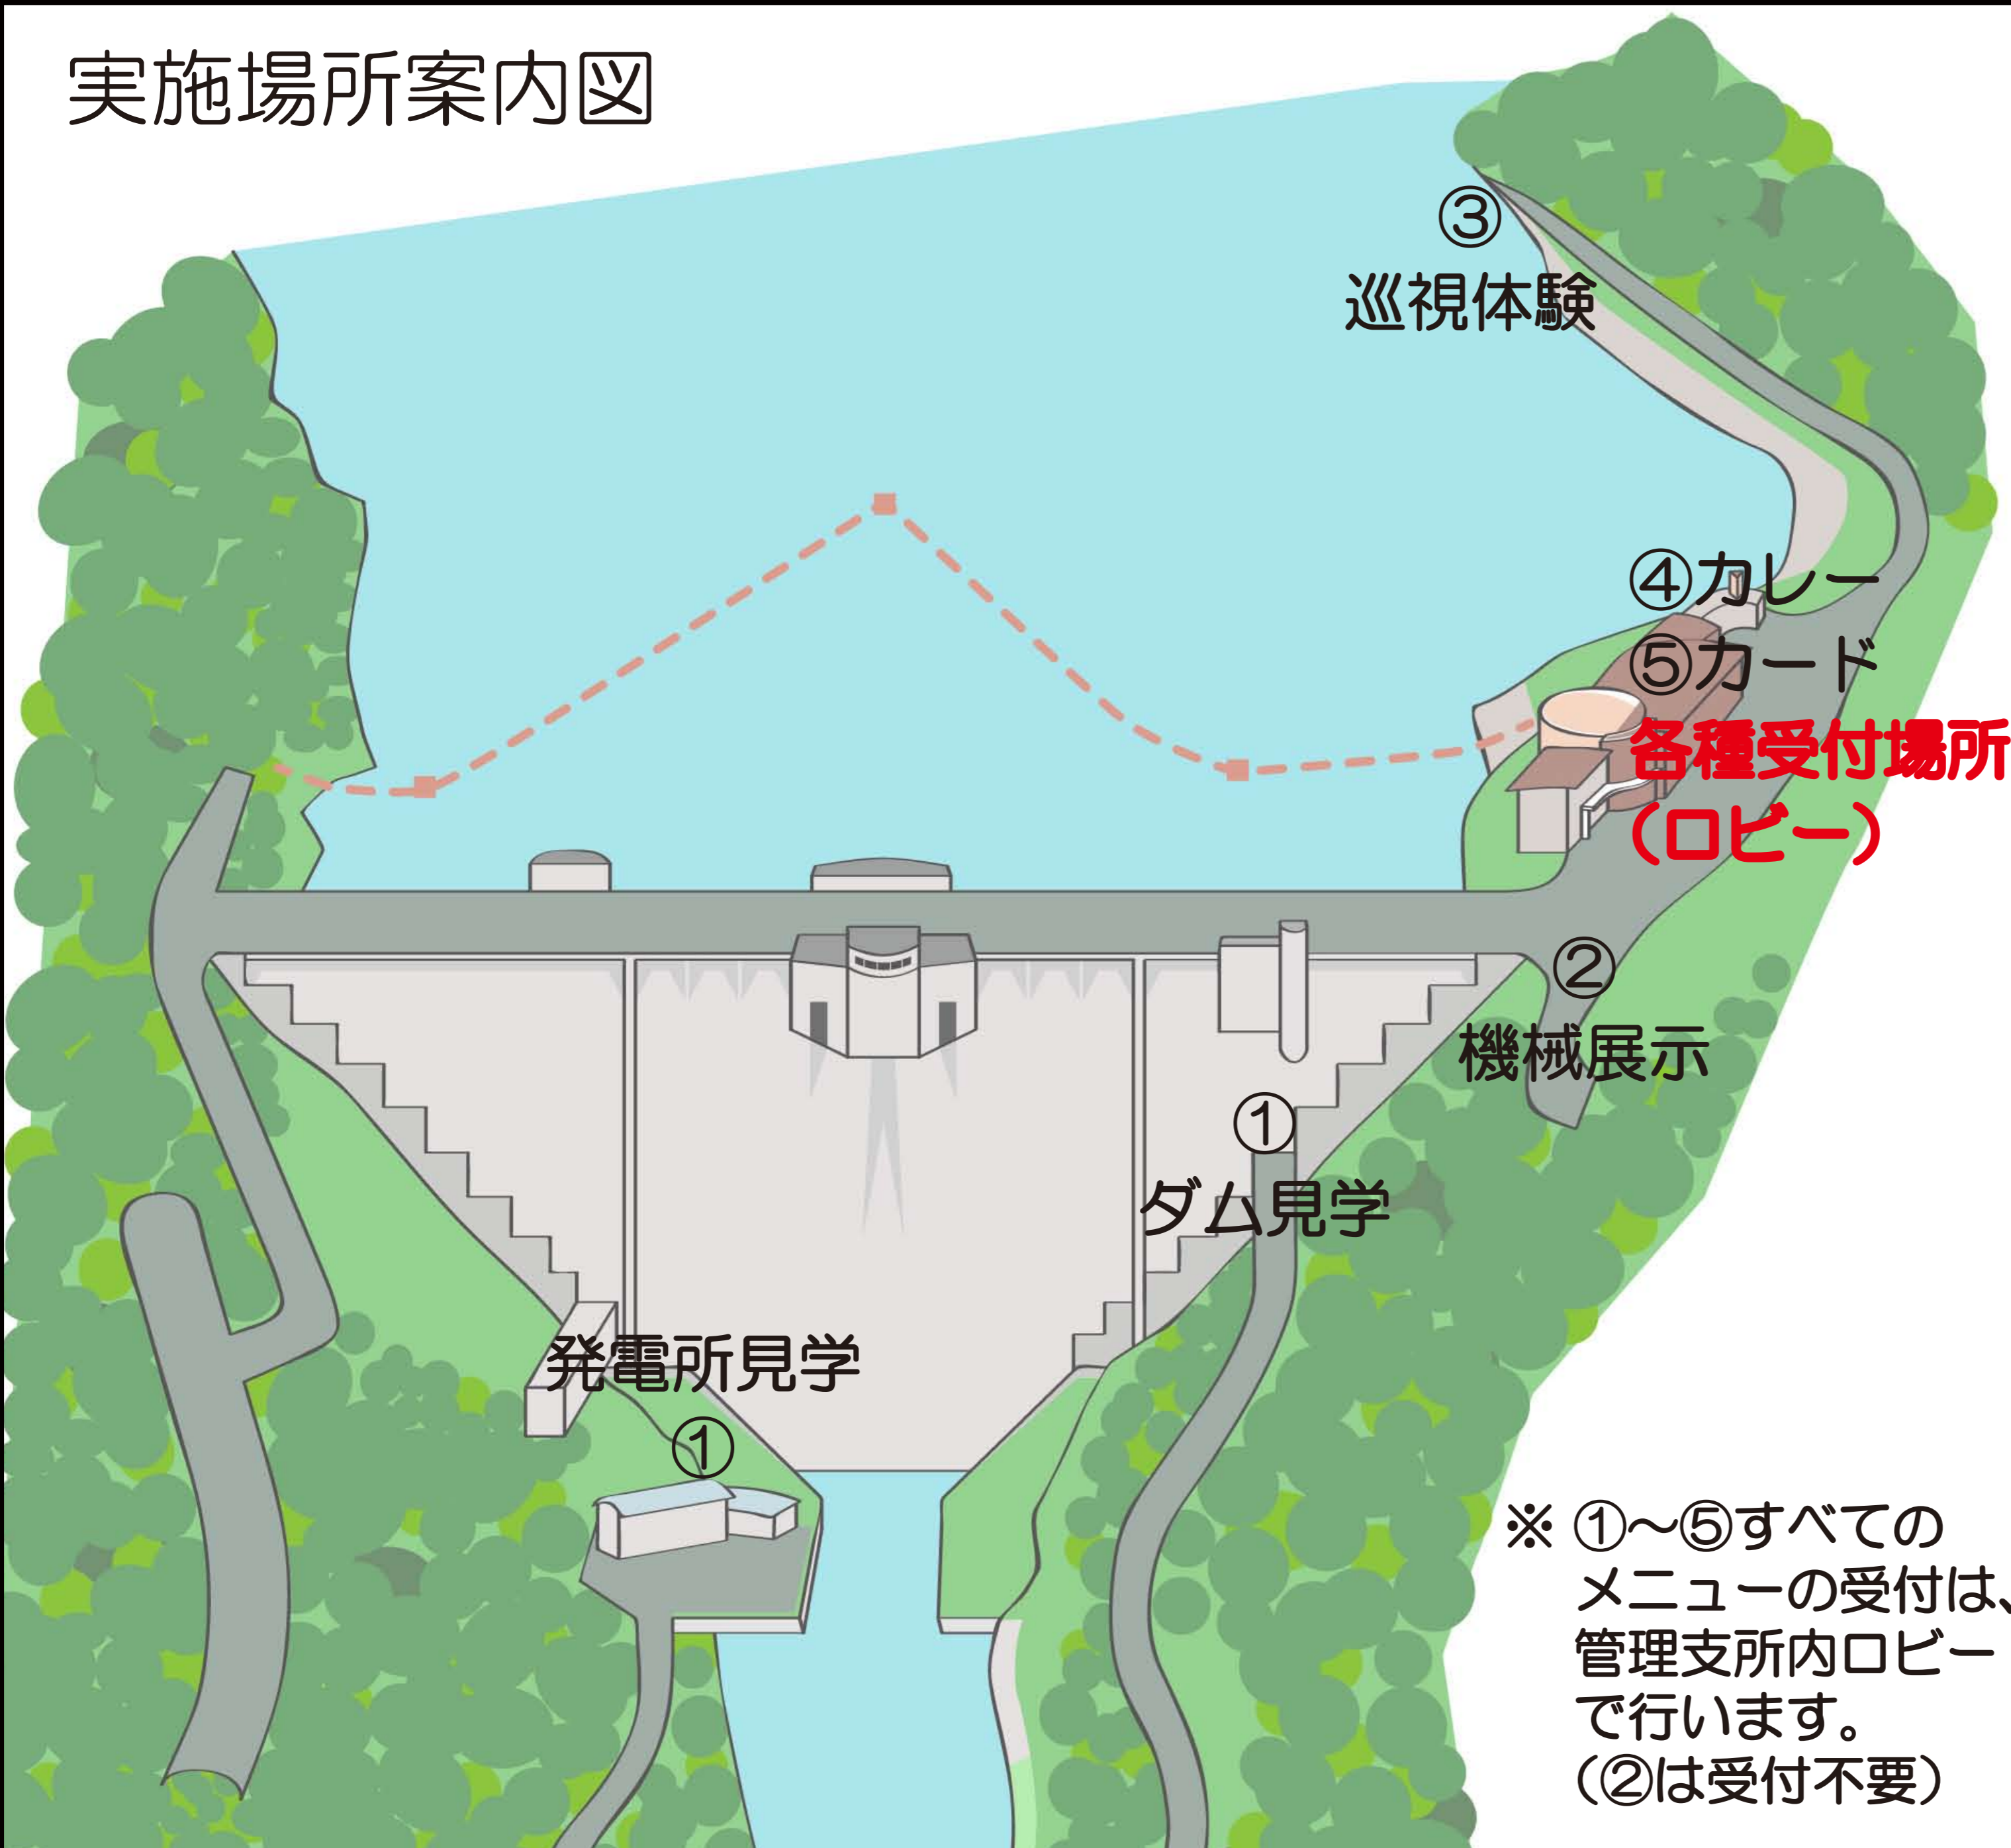 実施場所案内図
③
巡視体験
④カレー
⑤カード
各種受付場所
（ロビー）
②
機械展示
①
ダム見学
発電所見学
①
※ ①～⑤すべての
メニューの受付は、
管理支所内ロビー
で行います。
（②は受付不要）